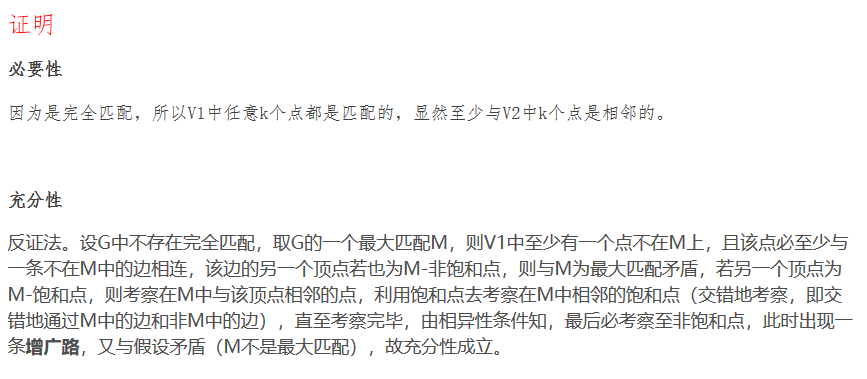 证明
必要性
因为是完全匹配，所以V1中任意k个点都是匹配的，显然至少与V2中k个点是相邻的。
充分性
反证法。设G中不存在完全匹配，取G的一个最大匹配M，则V1中至少有一个点不在M上，且该点必至少与
一条不在M中的边相连，该边的另一个顶点若也为M-非饱和点，则与M为最大匹配矛盾，若另一个顶点为
M-饱和点，则考察在M中与该顶点相邻的点，利用饱和点去考察在M中相邻的饱和点（交错地考察，即交
错地通过M中的边和非M中的边），直至考察完毕，由相异性条件知，最后必考察至非饱和点，此时出现一
条增广路，又与假设矛盾（M不是最大匹配），故充分性成立。